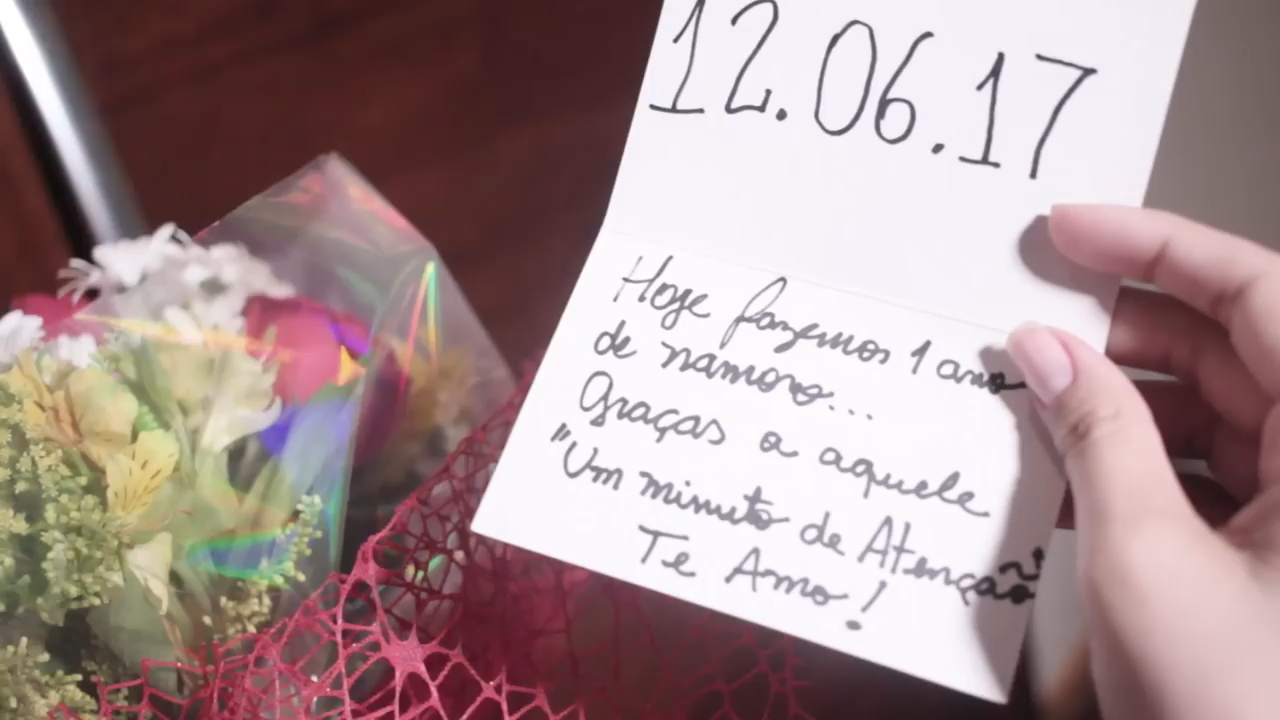 12.06.17
Hoje fazemos 1 ano
de namoro...
Graças a aquele
"Um minuto de Atenção"
Te Amo!